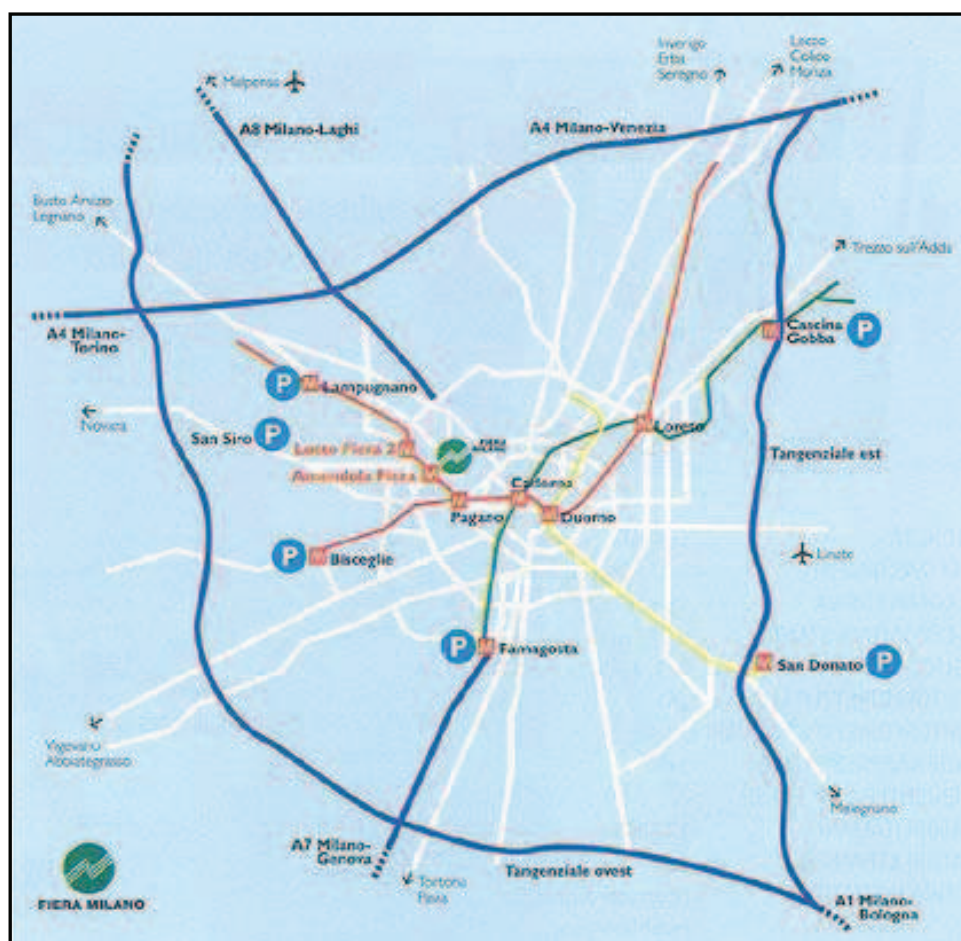 Inverigo
Erba
Seregno
Lecco
Colico
Monza
Malpensa
A8 Milano-Laghi
A4 Milano-Venezia
Busto Arsizio
Legnano
Trezzo sull'Adda
A4 Milano-
Torino
Cascina
Gobba
P
P
Lampugnano
Novara
San Siro
P
Loreto
Lotto Fiera 2
Tangenziale est
Amendola Fiera
Cadorna
Pagano
Duomo
P
Bisceglie
Linate
P
Famagosta
San Donato
P
Vigevano
Abbiategrasso
Melegnano
A7 Milano-
Genova
Tortona
Pavia
Tangenziale ovest
FIERA MILANO
A1 Milano-
Bologna